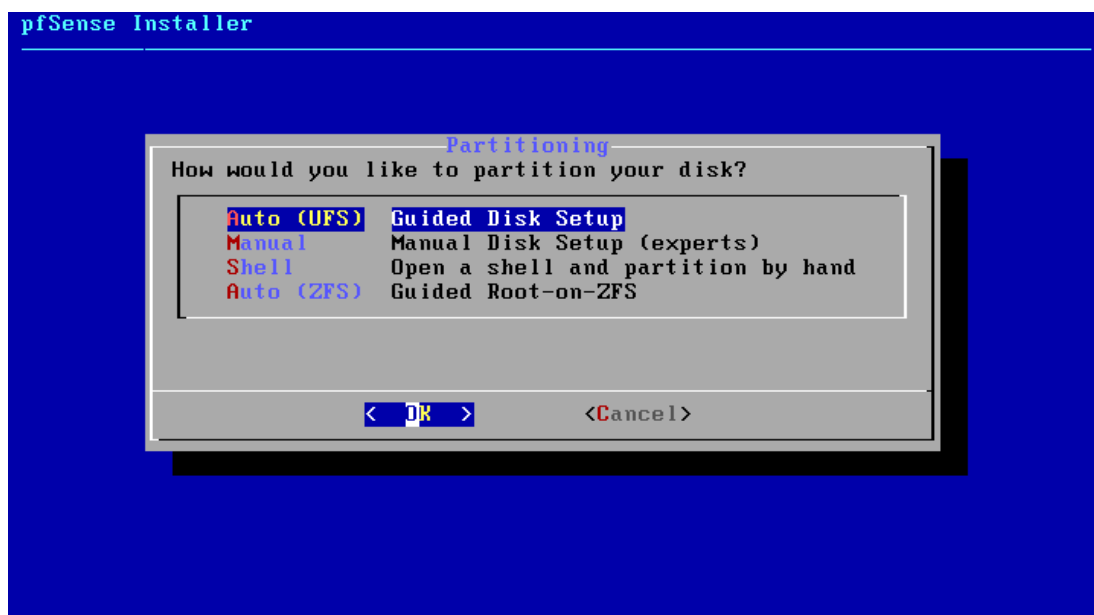 pfSense Installer
Partitioning
How would you like to partition your disk?
Auto (UFS) Guided Disk Setup
Manual Manual Disk Setup (experts)
Shell Open a shell and partition by hand
Auto (ZFS) Guided Root-on-ZFS
< OK > <Cancel>